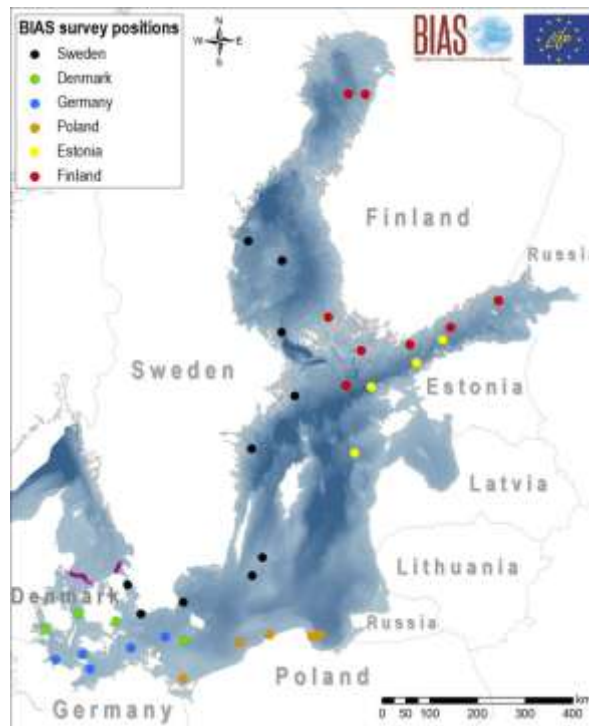 BIAS survey positions
Sweden
Denmark
Germany
Poland
Estonia
Finland
N
W E
S
BIAS
Life
Finland
Russia
Sweden
Estonia
Latvia
Lithuania
Denmark
Russia
Poland
Germany
km
0 50 100 200 300 400